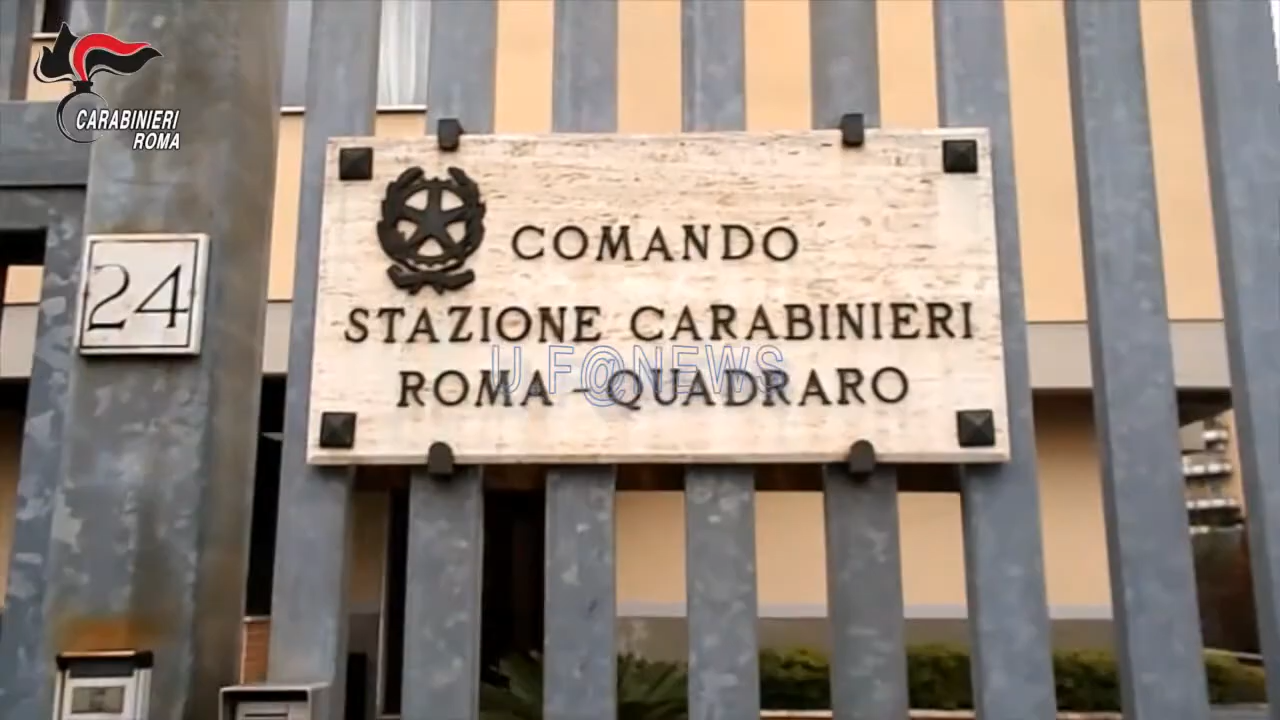 CARABINIERI
ROMA
24
COMANDO
STAZIONE CARABINIERI
U.F@NEWS
ROMA - QUADRARO